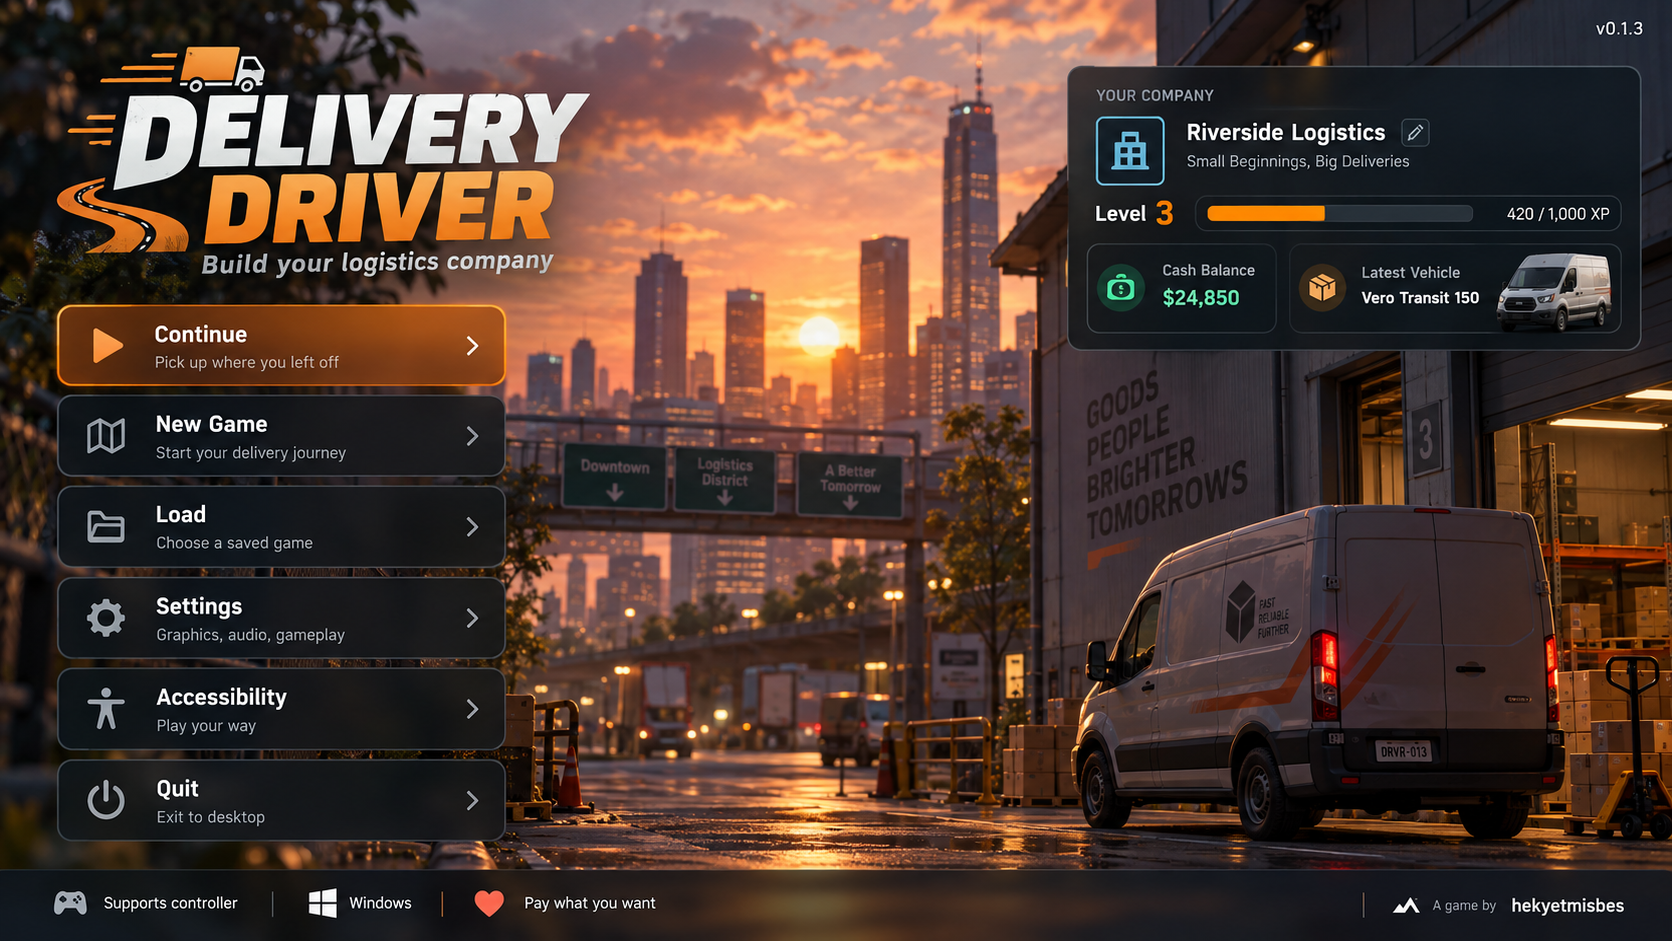 v0.1.3
DELIVERY
DRIVER
Build your logistics company
YOUR COMPANY
Riverside Logistics
Small Beginnings, Big Deliveries
Level 3
420 / 1,000 XP
Cash Balance
$24,850
Latest Vehicle
Vero Transit 150
Continue
Pick up where you left off
New Game
Start your delivery journey
Load
Choose a saved game
Settings
Graphics, audio, gameplay
Accessibility
Play your way
Quit
Exit to desktop
Downtown
Logistics
District
A Better
Tomorrow
GOODS
PEOPLE
BRIGHTER
TOMORROWS
3
FAST
RELIABLE
FURTHER
DRVR-013
Supports controller
Windows
Pay what you want
A game by hekyetmisbes